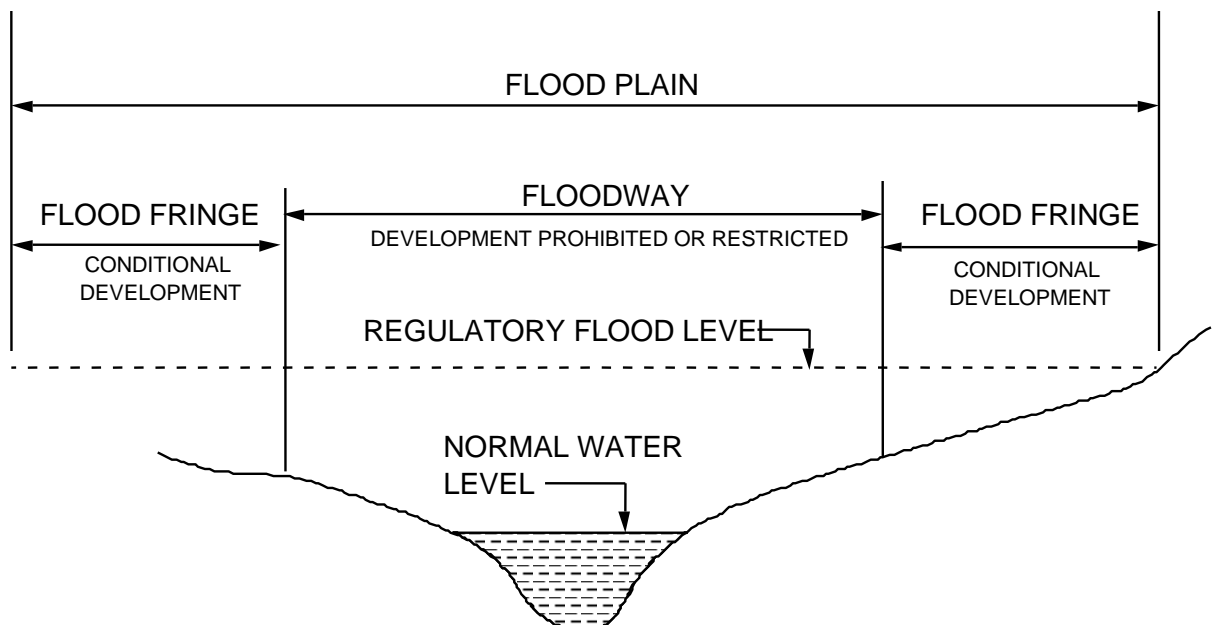 FLOOD PLAIN
FLOODWAY
FLOOD FRINGE
FLOOD FRINGE
DEVELOPMENT PROHIBITED OR RESTRICTED
CONDITIONAL
DEVELOPMENT
CONDITIONAL
DEVELOPMENT
REGULATORY FLOOD LEVEL
NORMAL WATER
LEVEL